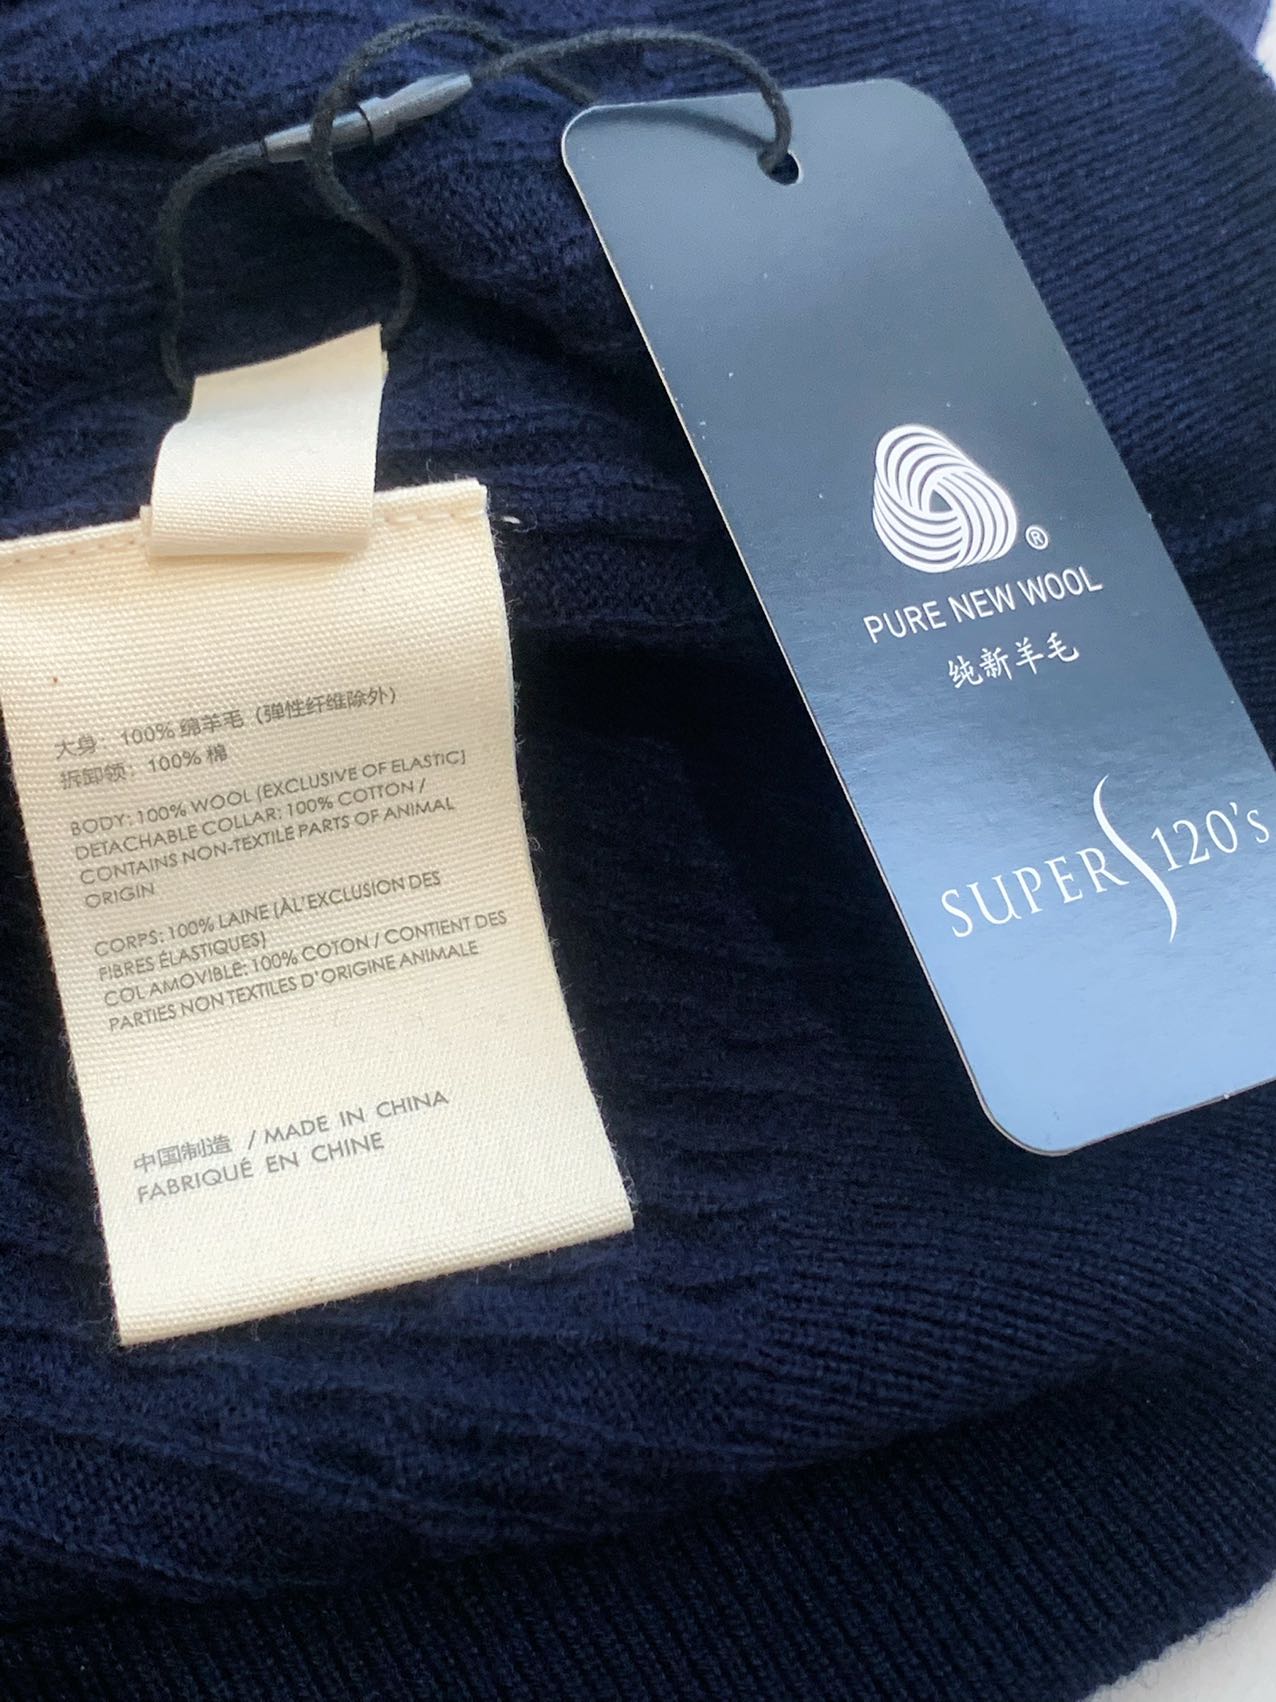 大身：100% 绵羊毛（弹性纤维除外）
拆卸领：100% 棉
BODY: 100% WOOL (EXCLUSIVE OF ELASTIC)
DETACHABLE COLLAR: 100% COTTON /
CONTAINS NON-TEXTILE PARTS OF ANIMAL
ORIGIN
CORPS: 100% LAINE (ÀL'EXCLUSION DES
FIBRES ÉLASTIQUES)
COL AMOVIBLE: 100% COTON / CONTIENT DES
PARTIES NON TEXTILES D'ORIGINE ANIMALE
中国制造 / MADE IN CHINA
FABRIQUÉ EN CHINE
®
PURE NEW WOOL
纯新羊毛
SUPER S 120's